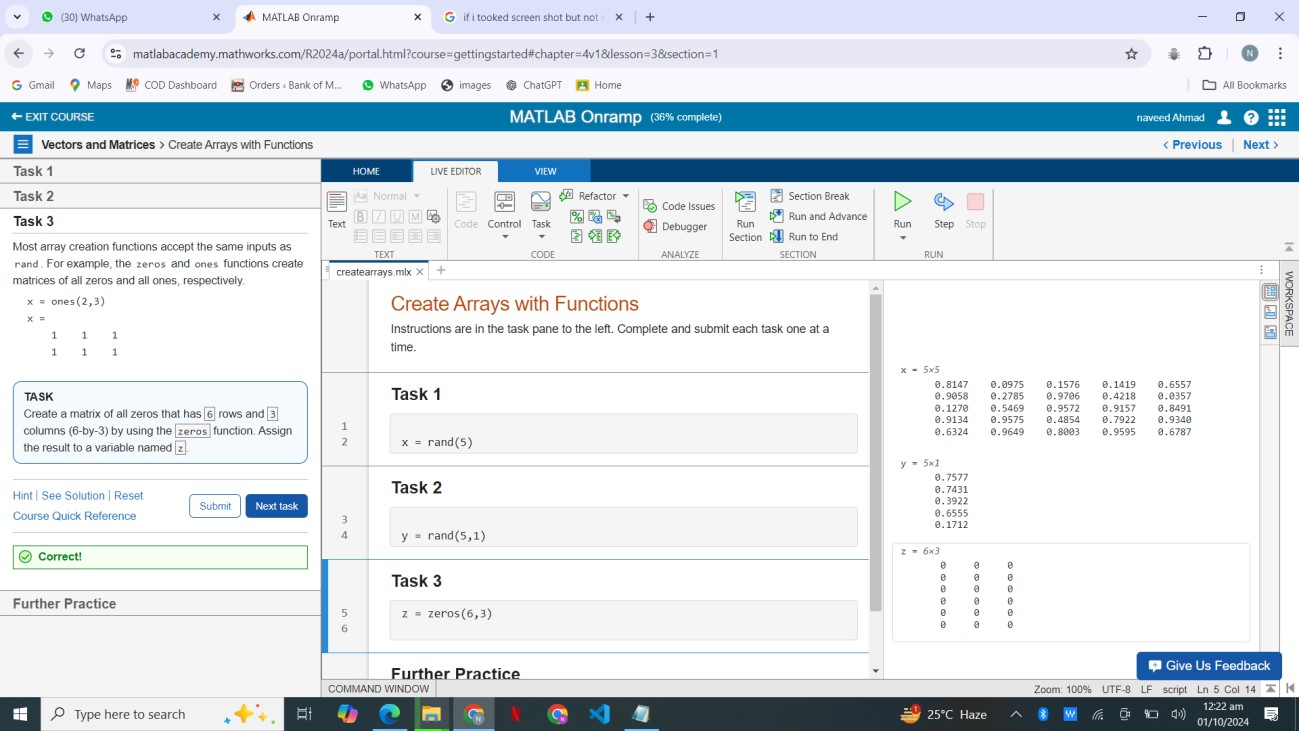 (30) WhatsApp
MATLAB Onramp
if i tooked screen shot but not
matlabacademy.mathworks.com/R2024a/portal.html?course=gettingstarted#chapter=4v1&lesson=3&section=1
N
Gmail
Maps
COD Dashboard
Orders ‹ Bank of M...
WhatsApp
images
ChatGPT
Home
All Bookmarks
EXIT COURSE
MATLAB Onramp (36% complete)
naveed Ahmad
Vectors and Matrices > Create Arrays with Functions
< Previous | Next >
Task 1
Task 2
Task 3
Most array creation functions accept the same inputs as
rand. For example, the zeros and ones functions create
matrices of all zeros and all ones, respectively.
x = ones(2,3)
x =
1 1 1
1 1 1
TASK
Create a matrix of all zeros that has 6 rows and 3
columns (6-by-3) by using the zeros function. Assign
the result to a variable named z.
Hint | See Solution | Reset
Course Quick Reference
Submit
Next task
Correct!
Further Practice
HOME
LIVE EDITOR
VIEW
Text
Aa Normal
B I U M
TEXT
Code
Control
Task
Refactor
CODE
Code Issues
Debugger
ANALYZE
Run
Section
Section Break
Run and Advance
Run to End
SECTION
Run
Step
Stop
RUN
createarrays.mlx
WORKSPACE
Create Arrays with Functions
Instructions are in the task pane to the left. Complete and submit each task one at a
time.
Task 1
1
2 x = rand(5)
Task 2
3
4 y = rand(5,1)
Task 3
5 z = zeros(6,3)
6
Further Practice
x = 5×5
0.8147 0.0975 0.1576 0.1419 0.6557
0.9058 0.2785 0.9706 0.4218 0.0357
0.1270 0.5469 0.9572 0.9157 0.8491
0.9134 0.9575 0.4854 0.7922 0.9340
0.6324 0.9649 0.8003 0.9595 0.6787
y = 5×1
0.7577
0.7431
0.3922
0.6555
0.1712
z = 6×3
0 0 0
0 0 0
0 0 0
0 0 0
0 0 0
0 0 0
Give Us Feedback
COMMAND WINDOW
Zoom: 100% UTF-8 LF script Ln 5 Col 14
Type here to search
25°C Haze
12:22 am
01/10/2024